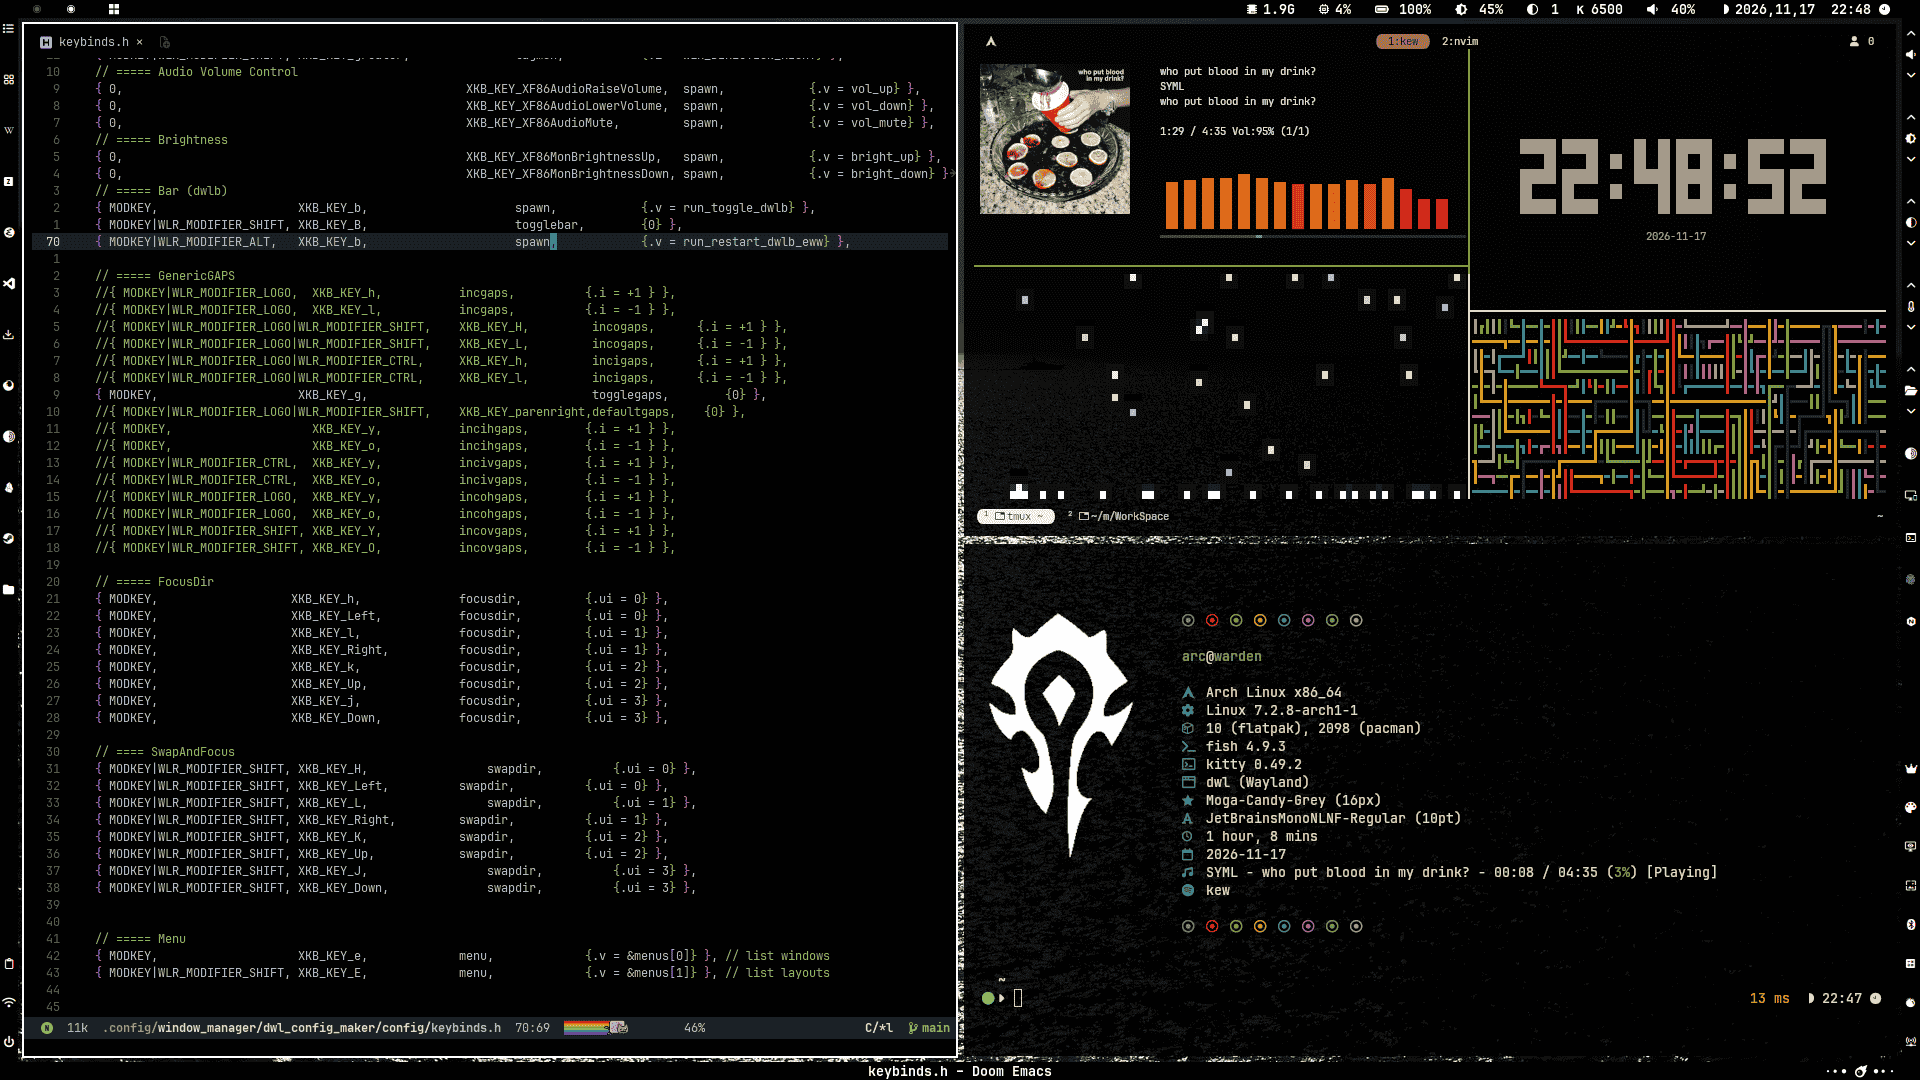 1.9G 4% 100% 45% 1 K 6500 40% 2026,11,17 22:48
keybinds.h ×
10 // ===== Audio Volume Control
9 { 0, XKB_KEY_XF86AudioRaiseVolume, spawn, {.v = vol_up} },
8 { 0, XKB_KEY_XF86AudioLowerVolume, spawn, {.v = vol_down} },
7 { 0, XKB_KEY_XF86AudioMute, spawn, {.v = vol_mute} },
6 // ===== Brightness
5 { 0, XKB_KEY_XF86MonBrightnessUp, spawn, {.v = bright_up} },
4 { 0, XKB_KEY_XF86MonBrightnessDown, spawn, {.v = bright_down} }
3 // ===== Bar (dwlb)
2 { MODKEY, XKB_KEY_b, spawn, {.v = run_toggle_dwlb} },
1 { MODKEY|WLR_MODIFIER_SHIFT, XKB_KEY_B, togglebar, {0} },
70 { MODKEY|WLR_MODIFIER_ALT, XKB_KEY_b, spawn, {.v = run_restart_dwlb_eww} },
1
2 // ===== GenericGAPS
3 //{ MODKEY|WLR_MODIFIER_LOGO, XKB_KEY_h, incgaps, {.i = +1 } },
4 //{ MODKEY|WLR_MODIFIER_LOGO, XKB_KEY_l, incgaps, {.i = -1 } },
5 //{ MODKEY|WLR_MODIFIER_LOGO|WLR_MODIFIER_SHIFT, XKB_KEY_H, incogaps, {.i = +1 } },
6 //{ MODKEY|WLR_MODIFIER_LOGO|WLR_MODIFIER_SHIFT, XKB_KEY_L, incogaps, {.i = -1 } },
7 //{ MODKEY|WLR_MODIFIER_LOGO|WLR_MODIFIER_CTRL, XKB_KEY_h, incigaps, {.i = +1 } },
8 //{ MODKEY|WLR_MODIFIER_LOGO|WLR_MODIFIER_CTRL, XKB_KEY_l, incigaps, {.i = -1 } },
9 { MODKEY, XKB_KEY_g, togglegaps, {0} },
10 //{ MODKEY|WLR_MODIFIER_LOGO|WLR_MODIFIER_SHIFT, XKB_KEY_parenright,defaultgaps, {0} },
11 //{ MODKEY, XKB_KEY_y, incihgaps, {.i = +1 } },
12 //{ MODKEY, XKB_KEY_o, incihgaps, {.i = -1 } },
13 //{ MODKEY|WLR_MODIFIER_CTRL, XKB_KEY_y, incivgaps, {.i = +1 } },
14 //{ MODKEY|WLR_MODIFIER_CTRL, XKB_KEY_o, incivgaps, {.i = -1 } },
15 //{ MODKEY|WLR_MODIFIER_LOGO, XKB_KEY_y, incohgaps, {.i = +1 } },
16 //{ MODKEY|WLR_MODIFIER_LOGO, XKB_KEY_o, incohgaps, {.i = -1 } },
17 //{ MODKEY|WLR_MODIFIER_SHIFT, XKB_KEY_Y, incovgaps, {.i = +1 } },
18 //{ MODKEY|WLR_MODIFIER_SHIFT, XKB_KEY_O, incovgaps, {.i = -1 } },
19
20 // ===== FocusDir
21 { MODKEY, XKB_KEY_h, focusdir, {.ui = 0} },
22 { MODKEY, XKB_KEY_Left, focusdir, {.ui = 0} },
23 { MODKEY, XKB_KEY_l, focusdir, {.ui = 1} },
24 { MODKEY, XKB_KEY_Right, focusdir, {.ui = 1} },
25 { MODKEY, XKB_KEY_k, focusdir, {.ui = 2} },
26 { MODKEY, XKB_KEY_Up, focusdir, {.ui = 2} },
27 { MODKEY, XKB_KEY_j, focusdir, {.ui = 3} },
28 { MODKEY, XKB_KEY_Down, focusdir, {.ui = 3} },
29
30 // ==== SwapAndFocus
31 { MODKEY|WLR_MODIFIER_SHIFT, XKB_KEY_H, swapdir, {.ui = 0} },
32 { MODKEY|WLR_MODIFIER_SHIFT, XKB_KEY_Left, swapdir, {.ui = 0} },
33 { MODKEY|WLR_MODIFIER_SHIFT, XKB_KEY_L, swapdir, {.ui = 1} },
34 { MODKEY|WLR_MODIFIER_SHIFT, XKB_KEY_Right, swapdir, {.ui = 1} },
35 { MODKEY|WLR_MODIFIER_SHIFT, XKB_KEY_K, swapdir, {.ui = 2} },
36 { MODKEY|WLR_MODIFIER_SHIFT, XKB_KEY_Up, swapdir, {.ui = 2} },
37 { MODKEY|WLR_MODIFIER_SHIFT, XKB_KEY_J, swapdir, {.ui = 3} },
38 { MODKEY|WLR_MODIFIER_SHIFT, XKB_KEY_Down, swapdir, {.ui = 3} },
39
40
41 // ===== Menu
42 { MODKEY, XKB_KEY_e, menu, {.v = &menus[0]} }, // list windows
43 { MODKEY|WLR_MODIFIER_SHIFT, XKB_KEY_E, menu, {.v = &menus[1]} }, // list layouts
44
45
N 11k .config/window_manager/dwl_config_maker/config/keybinds.h 70:69 46% C/*l main
1:kew 2:nvim 0
who put blood
in my drink?
who put blood in my drink?
SYML
who put blood in my drink?
1:29 / 4:35 Vol:95% (1/1)
22:48:52
2026-11-17
1 tmux ~ 2 ~/m/WorkSpace ~
arc@warden
Arch Linux x86_64
Linux 7.2.8-arch1-1
10 (flatpak), 2098 (pacman)
fish 4.9.3
kitty 0.49.2
dwl (Wayland)
Moga-Candy-Grey (16px)
JetBrainsMonoNLNF-Regular (10pt)
1 hour, 8 mins
2026-11-17
SYML - who put blood in my drink? - 00:08 / 04:35 (3%) [Playing]
kew
~
13 ms 22:47
keybinds.h - Doom Emacs